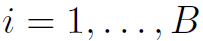 i = 1, . . . , B